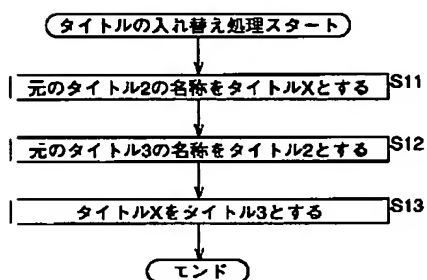 タイトルの入れ替え処理スタート
元のタイトル2の名称をタイトルXとする S11
元のタイトル3の名称をタイトル2とする S12
タイトルXをタイトル3とする S13
エンド